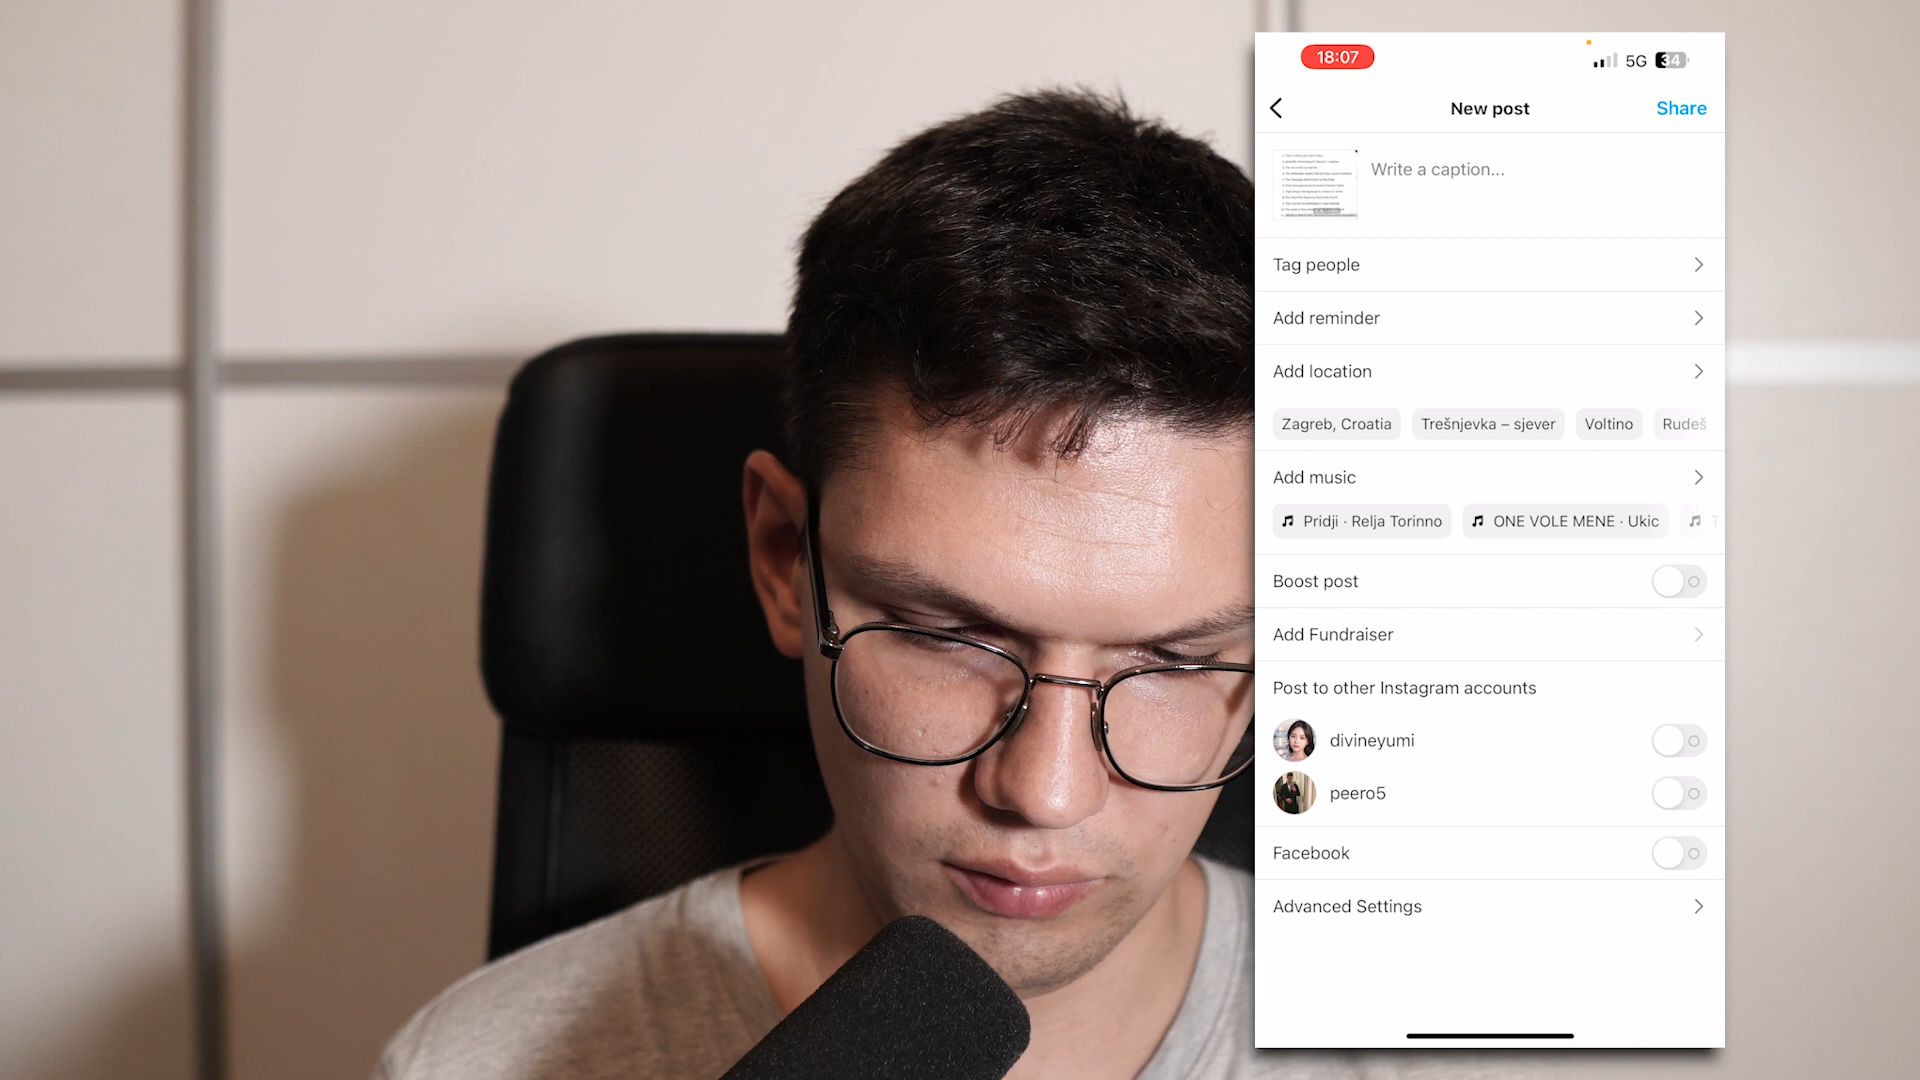 18:07
5G
34
New post
Share
Write a caption...
Tag people
Add reminder
Add location
Zagreb, Croatia
Trešnjevka – sjever
Voltino
Rudeš
Add music
Pridji · Relja Torinno
ONE VOLE MENE · Ukic
Boost post
Add Fundraiser
Post to other Instagram accounts
divineyumi
peero5
Facebook
Advanced Settings